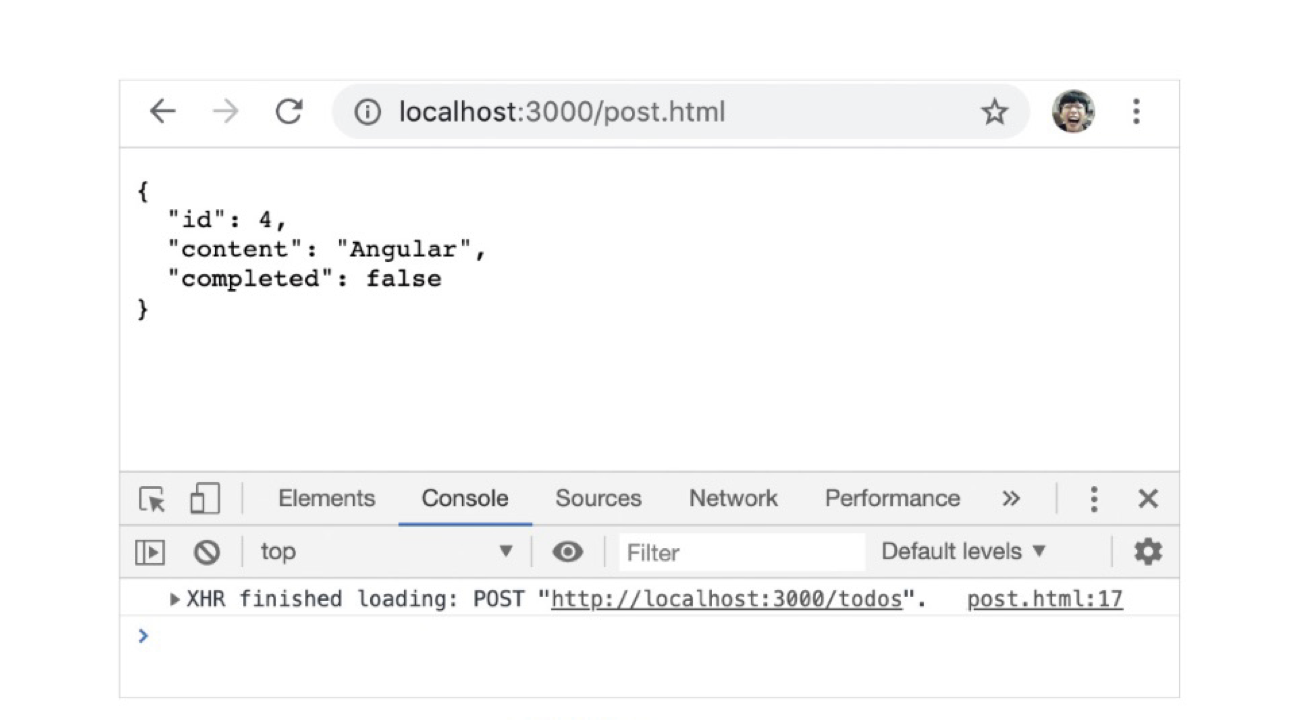 localhost:3000/post.html
{
  "id": 4,
  "content": "Angular",
  "completed": false
}
Elements Console Sources Network Performance »
top Filter Default levels
XHR finished loading: POST "http://localhost:3000/todos". post.html:17